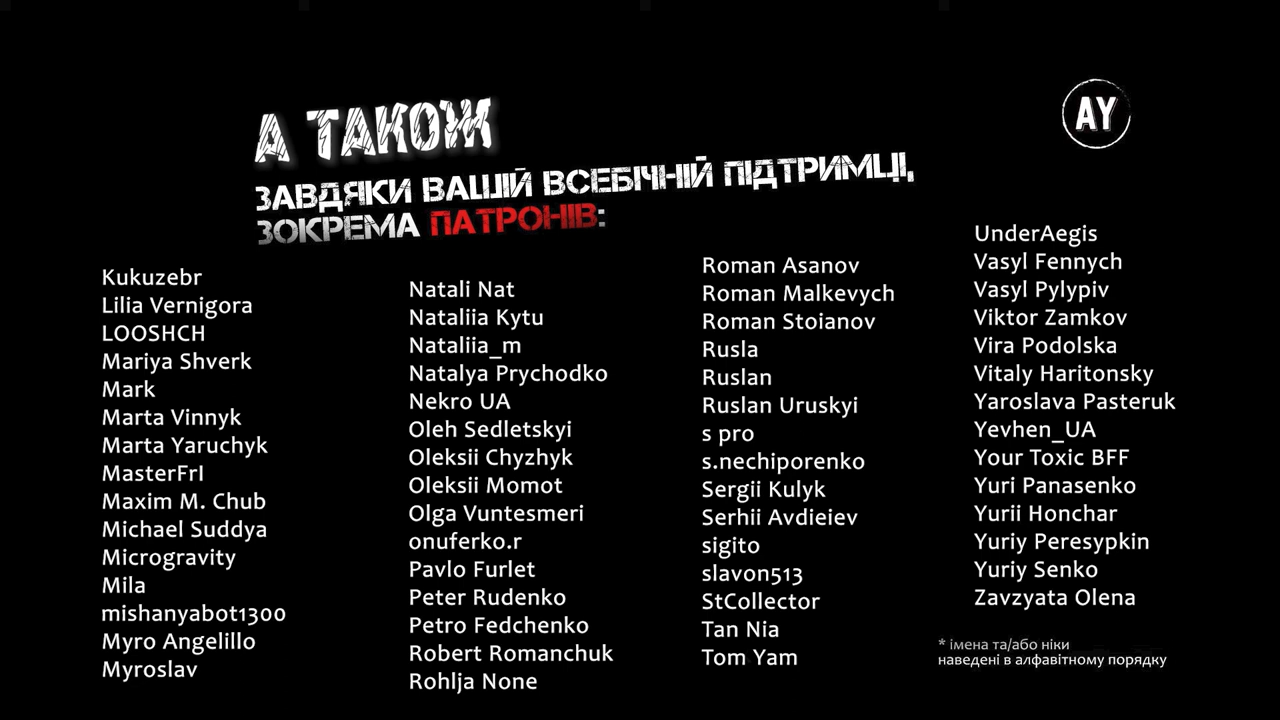 А ТАКОЖ
ЗАВДЯКИ ВАШІЙ ВСЕБІЧНІЙ ПІДТРИМЦІ,
ЗОКРЕМА ПАТРОНІВ:
AY
Kukuzebr
Lilia Vernigora
LOOSHCH
Mariya Shverk
Mark
Marta Vinnyk
Marta Yaruchyk
MasterFrI
Maxim M. Chub
Michael Suddya
Microgravity
Mila
mishanyabot1300
Myro Angelillo
Myroslav
Natali Nat
Nataliia Kytu
Nataliia_m
Natalya Prychodko
Nekro UA
Oleh Sedletskyi
Oleksii Chyzhyk
Oleksii Momot
Olga Vuntesmeri
onuferko.r
Pavlo Furlet
Peter Rudenko
Petro Fedchenko
Robert Romanchuk
Rohlja None
Roman Asanov
Roman Malkevych
Roman Stoianov
Rusla
Ruslan
Ruslan Uruskyi
s pro
s.nechiporenko
Sergii Kulyk
Serhii Avdieiev
sigito
slavon513
StCollector
Tan Nia
Tom Yam
UnderAegis
Vasyl Fennych
Vasyl Pylypiv
Viktor Zamkov
Vira Podolska
Vitaly Haritonsky
Yaroslava Pasteruk
Yevhen_UA
Your Toxic BFF
Yuri Panasenko
Yurii Honchar
Yuriy Peresypkin
Yuriy Senko
Zavzyata Olena
* імена та/або ніки
наведені в алфавітному порядку